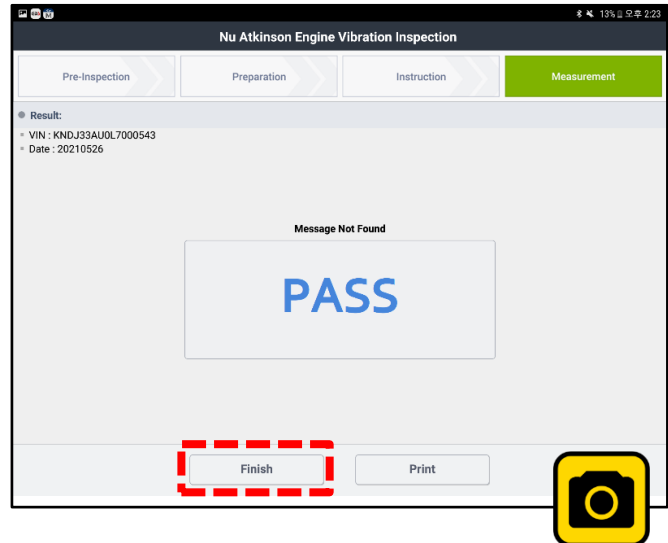 13% 오후 2:23
Nu Atkinson Engine Vibration Inspection
Pre-Inspection
Preparation
Instruction
Measurement
Result:
VIN : KNDJ33AU0L7000543
Date : 20210526
Message Not Found
PASS
Finish
Print